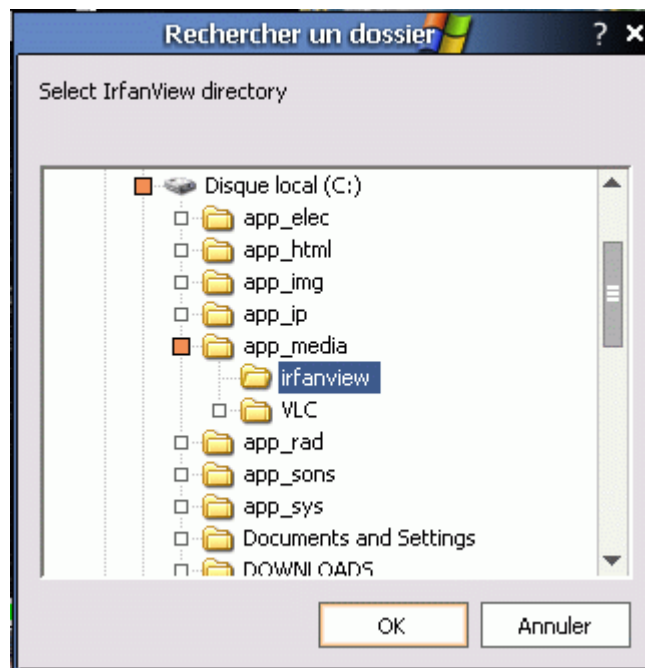 Rechercher un dossier
?
Select IrfanView directory
Disque local (C:)
app_elec
app_html
app_img
app_ip
app_media
irfanview
VLC
app_rad
app_sons
app_sys
Documents and Settings
DOWNLOADS
OK Annuler